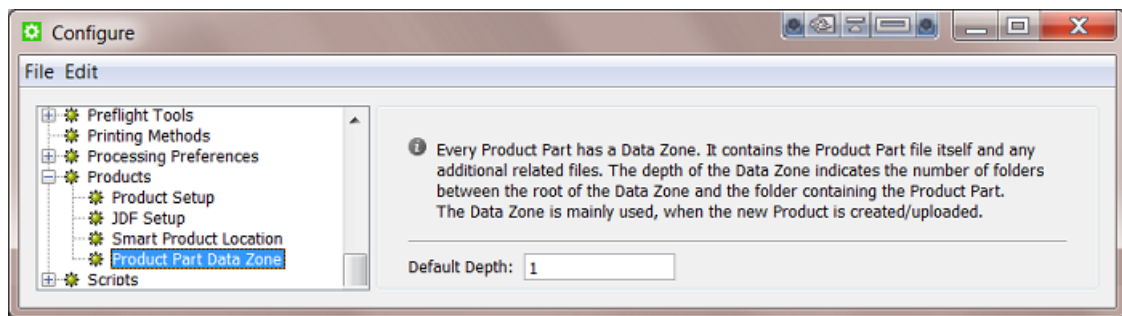 Configure
File Edit
Preflight Tools
Printing Methods
Processing Preferences
Products
Product Setup
JDF Setup
Smart Product Location
Product Part Data Zone
Scripts
Every Product Part has a Data Zone. It contains the Product Part file itself and any
additional related files. The depth of the Data Zone indicates the number of folders
between the root of the Data Zone and the folder containing the Product Part.
The Data Zone is mainly used, when the new Product is created/uploaded.
Default Depth: 1